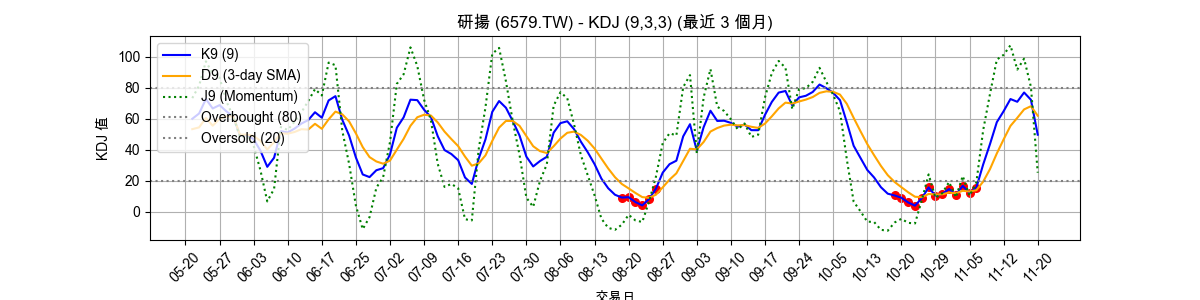 研揚 (6579.TW) - KDJ (9,3,3) (最近 3 個月)
K9 (9)
D9 (3-day SMA)
J9 (Momentum)
Overbought (80)
Oversold (20)
KDJ 值
100
80
60
40
20
0
05-20 05-27 06-03 06-10 06-17 06-25 07-02 07-09 07-16 07-23 07-30 08-06 08-13 08-20 08-27 09-03 09-10 09-17 09-24 10-05 10-13 10-20 10-29 11-05 11-12 11-20
交易日